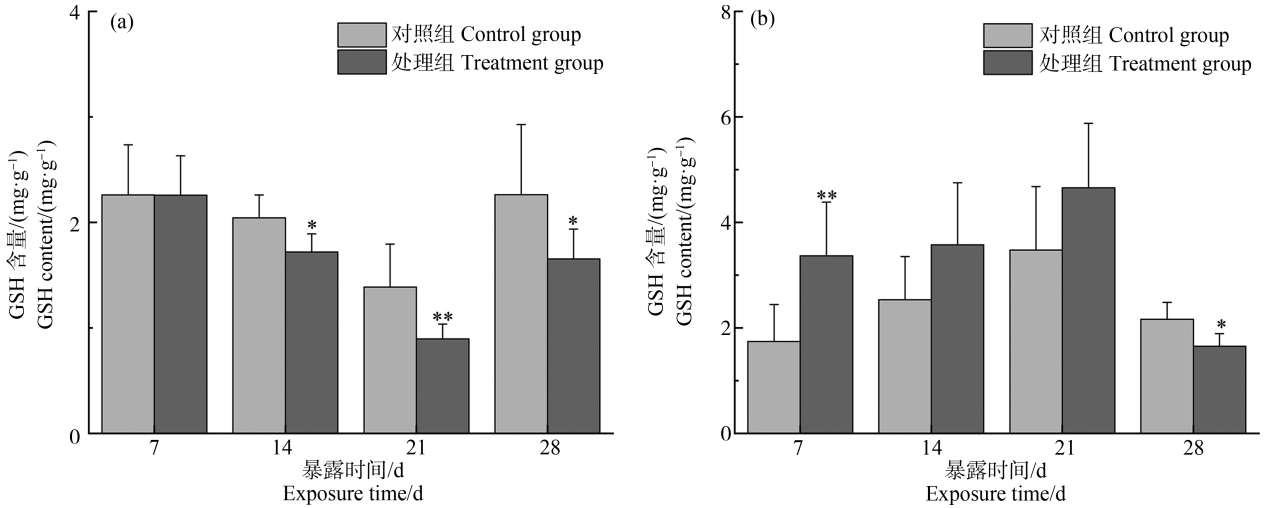 (a)
对照组 Control group
处理组 Treatment group
4
2
0
GSH 含量/(mg·g⁻¹)
GSH content/(mg·g⁻¹)
*
**
*
7
14
21
28
暴露时间/d
Exposure time/d
(b)
对照组 Control group
处理组 Treatment group
8
6
4
2
0
GSH 含量/(mg·g⁻¹)
GSH content/(mg·g⁻¹)
**
*
7
14
21
28
暴露时间/d
Exposure time/d